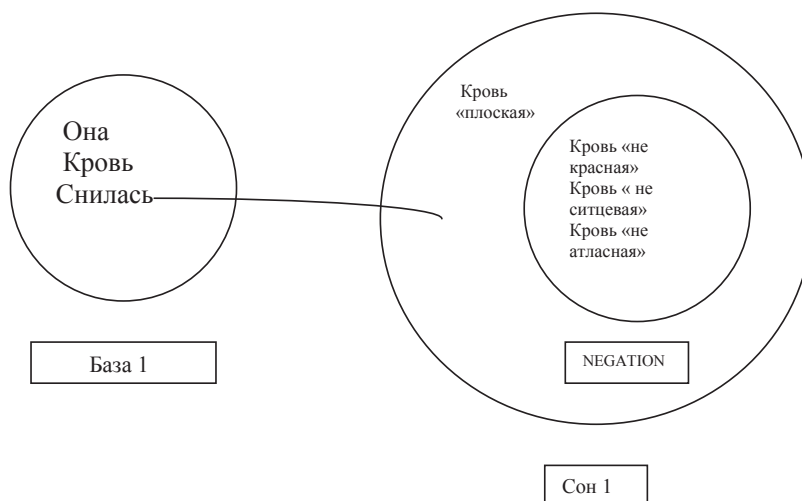 Она
Кровь
Снилась
База 1
Кровь
«плоская»
Кровь «не
красная»
Кровь « не
ситцевая»
Кровь «не
атласная»
NEGATION
Сон 1